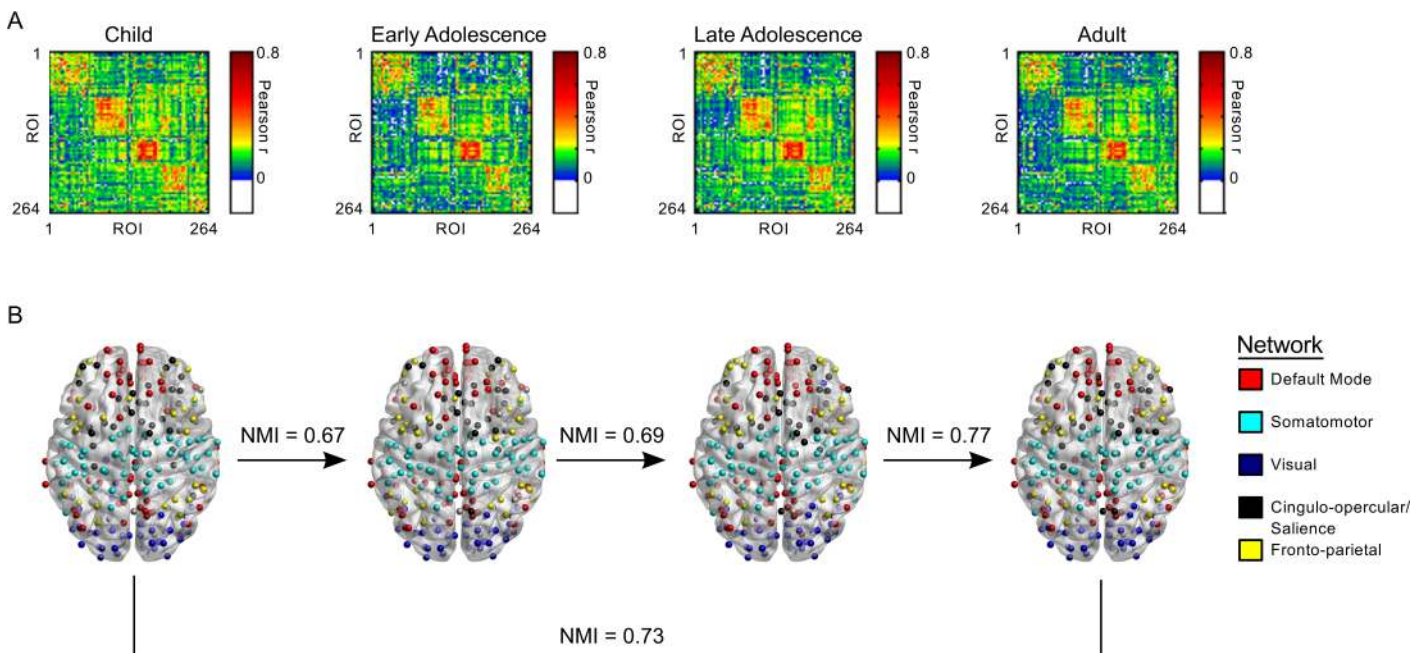 A
Child
Early Adolescence
Late Adolescence
Adult
1
ROI
264
1
ROI
264
0.8
Pearson r
0
1
ROI
264
1
ROI
264
0.8
Pearson r
0
1
ROI
264
1
ROI
264
0.8
Pearson r
0
1
ROI
264
1
ROI
264
0.8
Pearson r
0
B
NMI = 0.67
NMI = 0.69
NMI = 0.77
NMI = 0.73
Network
Default Mode
Somatomotor
Visual
Cingulo-opercular/
Salience
Fronto-parietal